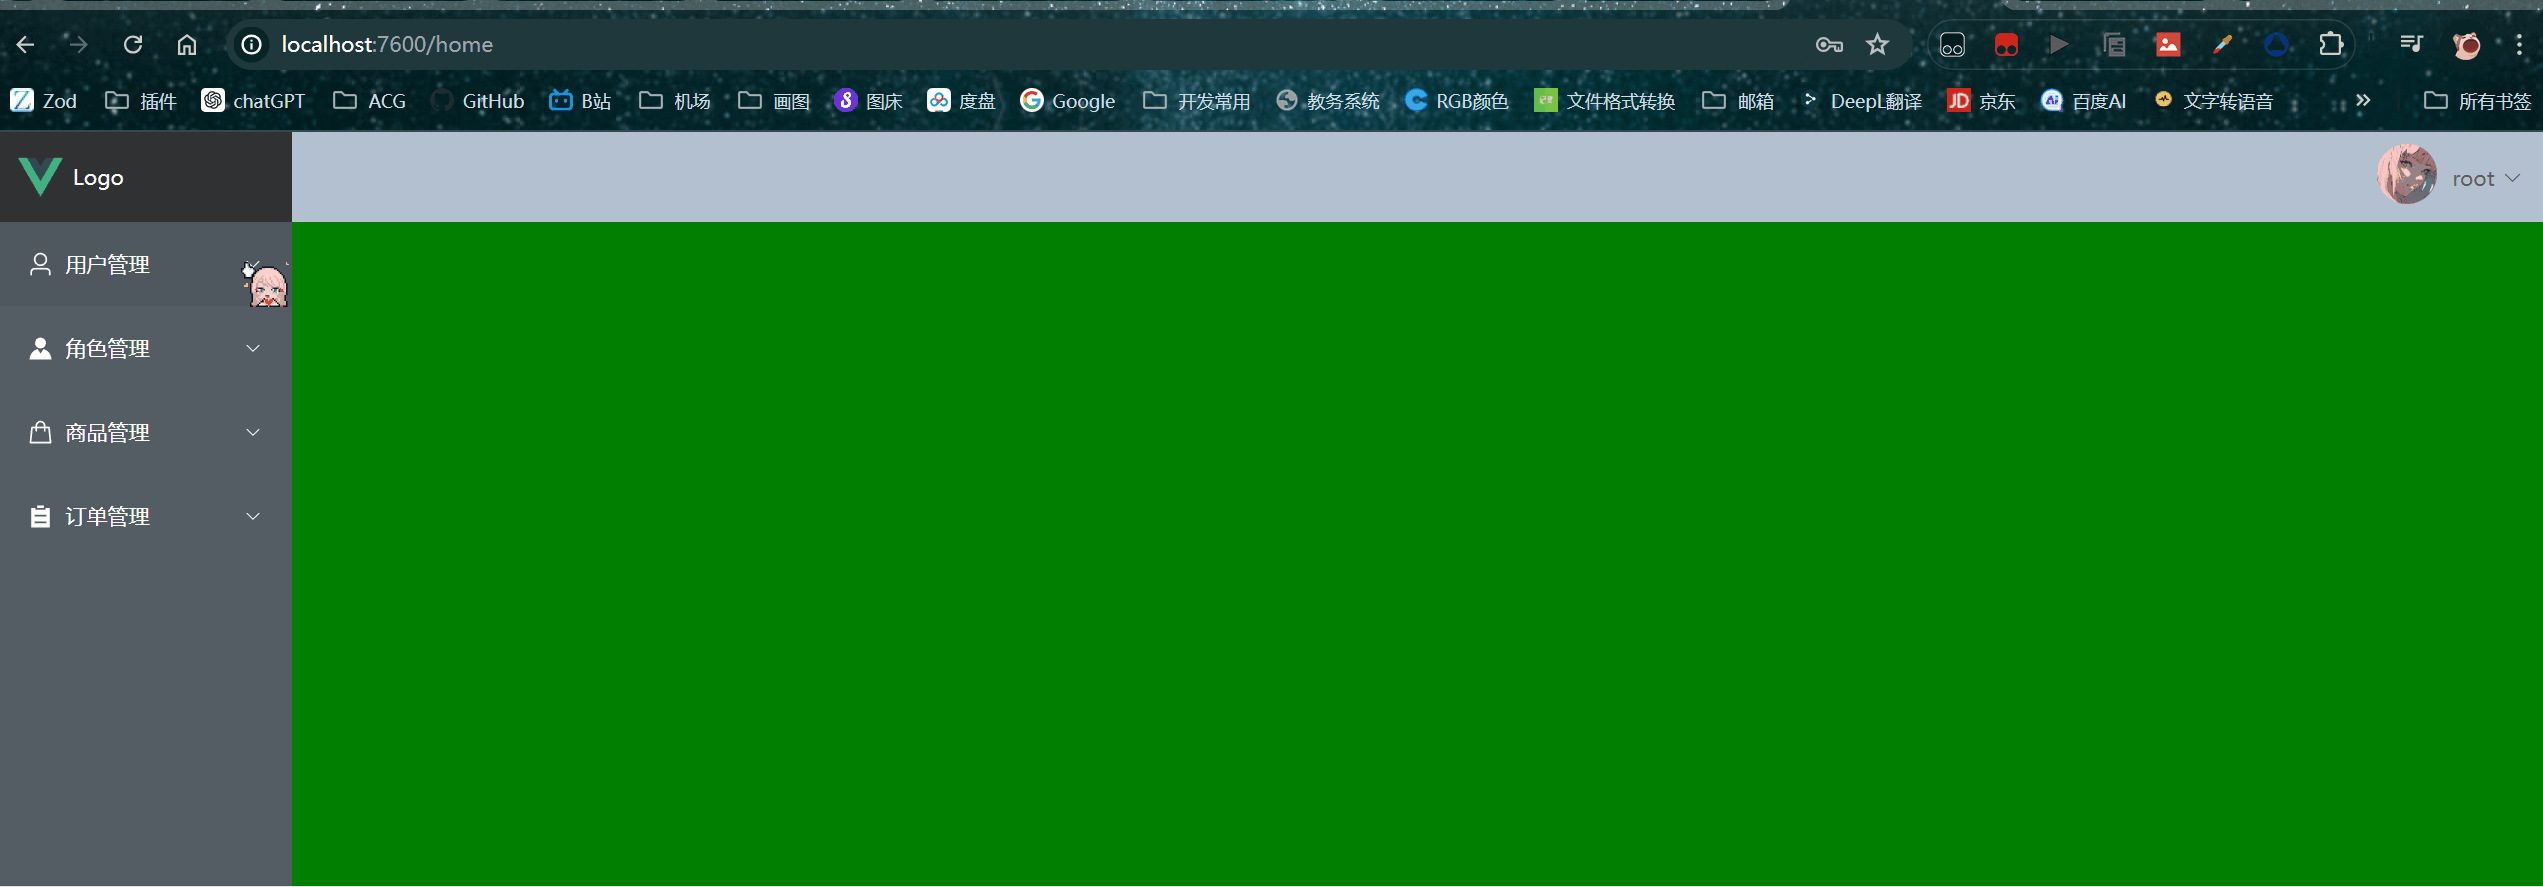 localhost:7600/home
Zod 插件 chatGPT ACG GitHub B站 机场 画图 图床 度盘 Google 开发常用 教务系统 RGB颜色 文件格式转换 邮箱 DeepL翻译 JD 京东 Ai 百度AI 文字转语音 所有书签
Logo
root
用户管理
角色管理
商品管理
订单管理